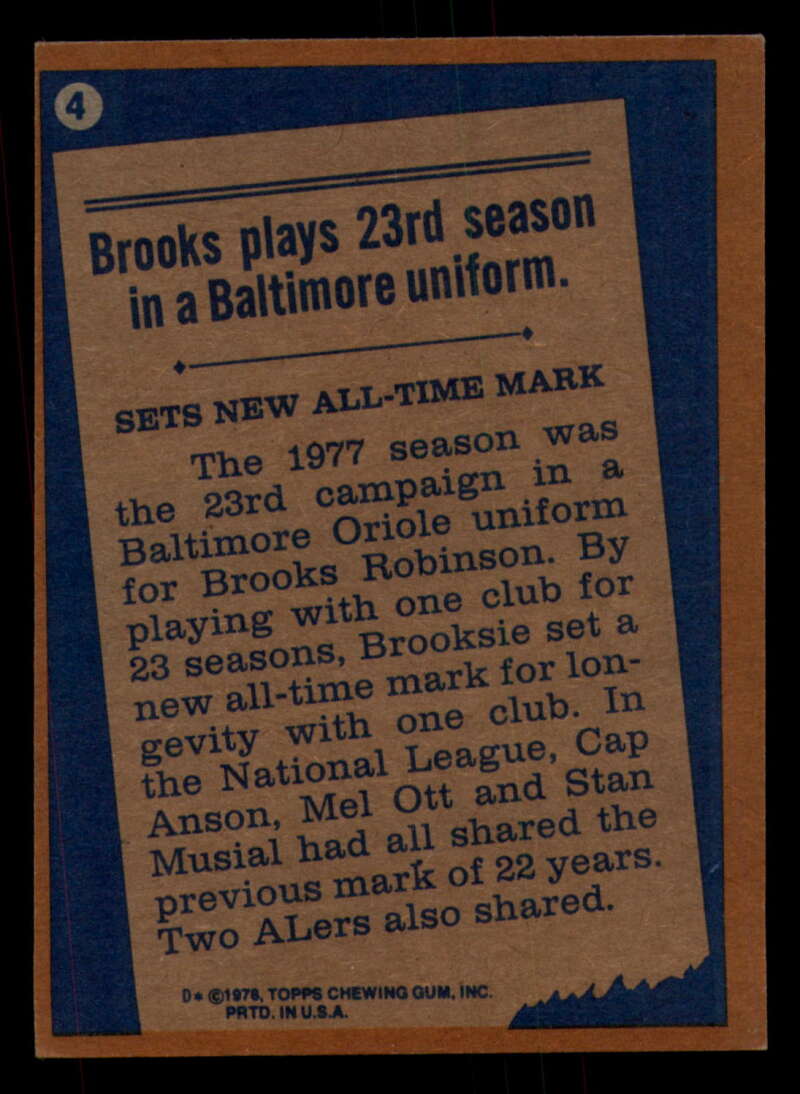 4
Brooks plays 23rd season
in a Baltimore uniform.
SETS NEW ALL-TIME MARK
The 1977 season was
the 23rd campaign in a
Baltimore Oriole uniform
for Brooks Robinson. By
playing with one club for
23 seasons, Brooksie set a
new all-time mark for lon-
gevity with one club. In
the National League, Cap
Anson, Mel Ott and Stan
Musial had all shared the
previous mark of 22 years.
Two ALers also shared.
D* ©1978, TOPPS CHEWING GUM, INC.
PRTD. IN U.S.A.